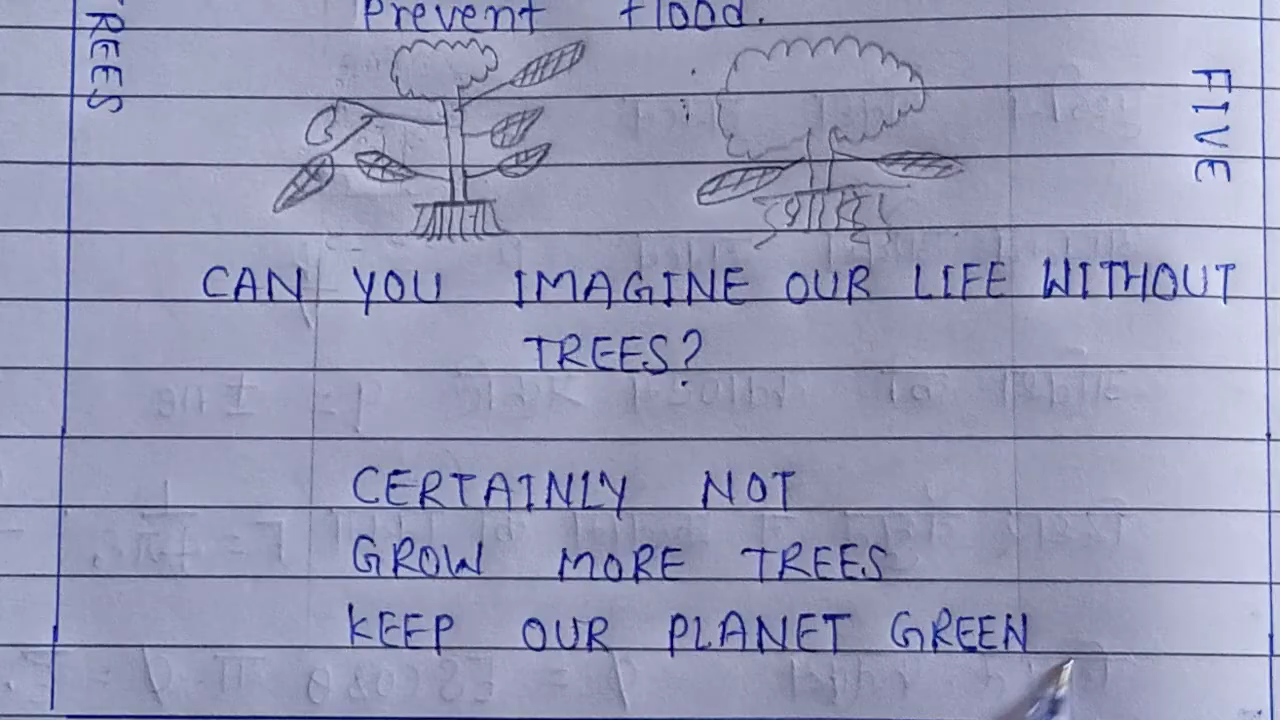 Prevent flood.
REES
FIVE
CAN YOU IMAGINE OUR LIFE WITHOUT
TREES?
CERTAINLY NOT
GROW MORE TREES
KEEP OUR PLANET GREEN